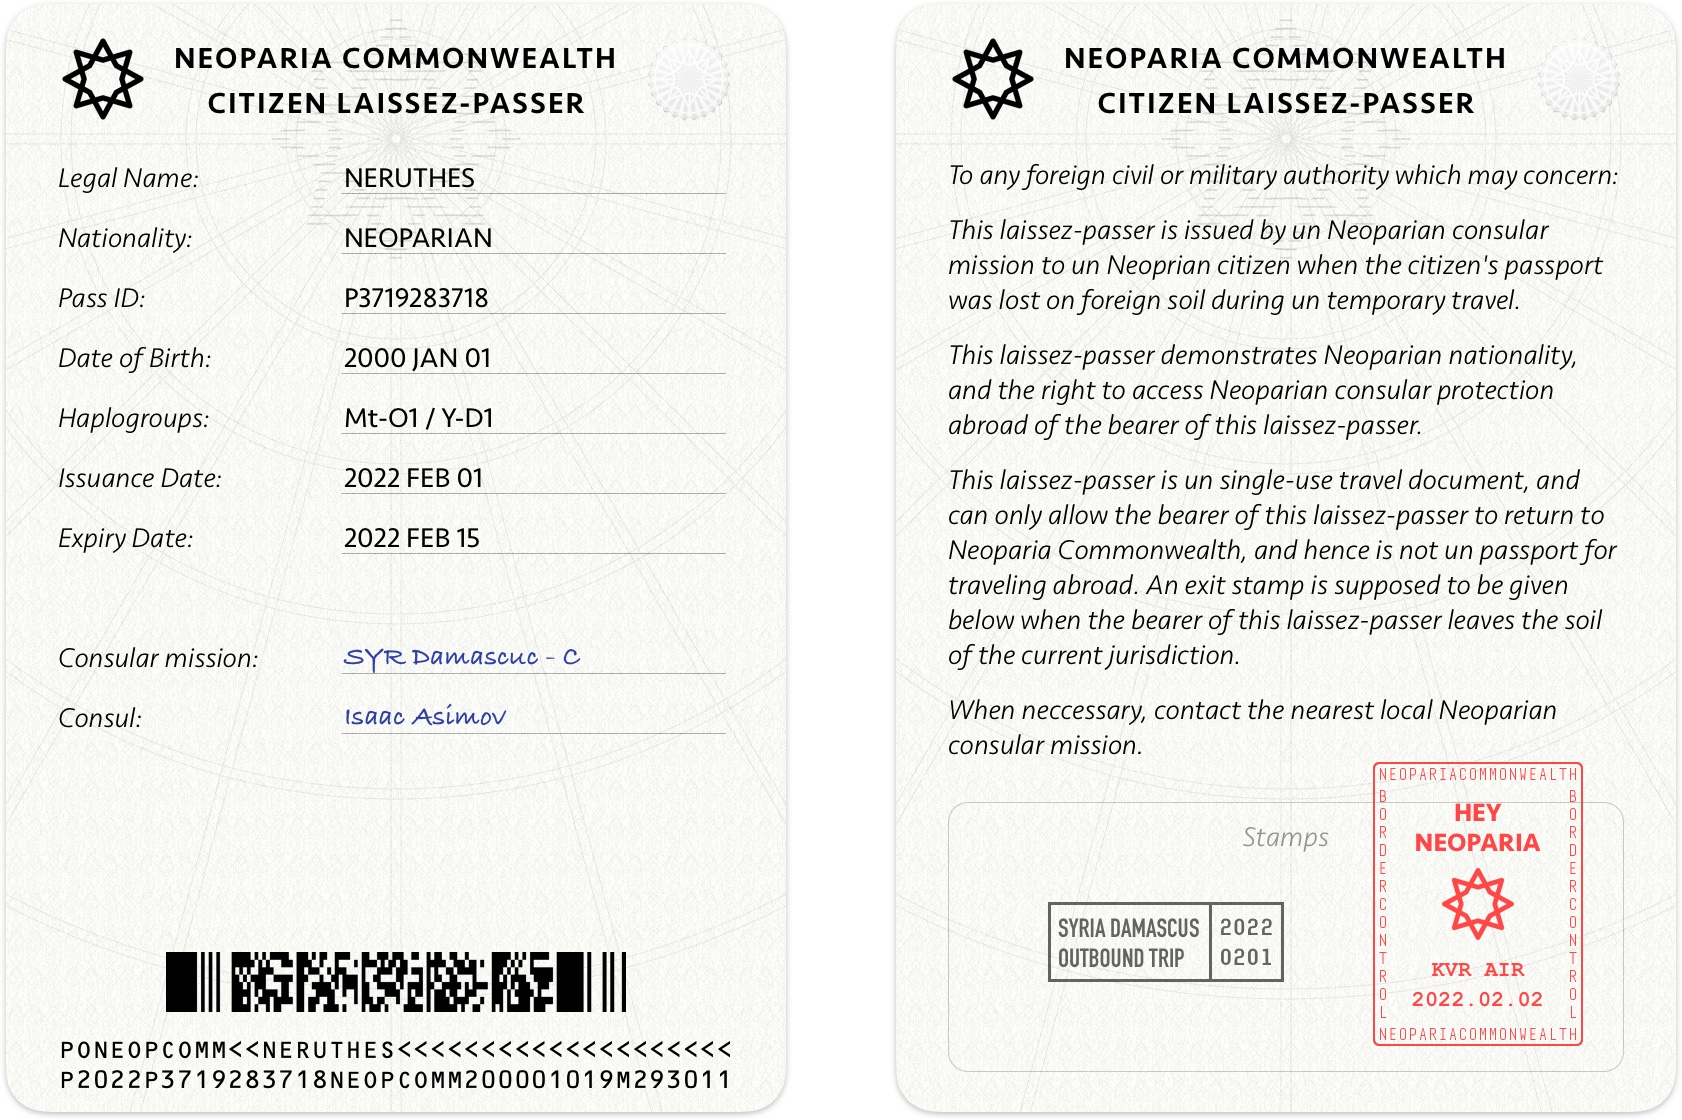 NEOPARIA COMMONWEALTH
CITIZEN LAISSEZ-PASSER
Legal Name: NERUTHES
Nationality: NEOPARIAN
Pass ID: P3719283718
Date of Birth: 2000 JAN 01
Haplogroups: Mt-O1 / Y-D1
Issuance Date: 2022 FEB 01
Expiry Date: 2022 FEB 15
Consular mission: SYR Damascuc - C
Consul: Isaac Asimov
PONEOPCOMM<<NERUTHES<<<<<<<<<<<<<<<<<<<<
P2022P3719283718NEOPCOMM200001019M293011
NEOPARIA COMMONWEALTH
CITIZEN LAISSEZ-PASSER
To any foreign civil or military authority which may concern:
This laissez-passer is issued by un Neoparian consular
mission to un Neoprian citizen when the citizen's passport
was lost on foreign soil during un temporary travel.
This laissez-passer demonstrates Neoparian nationality,
and the right to access Neoparian consular protection
abroad of the bearer of this laissez-passer.
This laissez-passer is un single-use travel document, and
can only allow the bearer of this laissez-passer to return to
Neoparia Commonwealth, and hence is not un passport for
traveling abroad. An exit stamp is supposed to be given
below when the bearer of this laissez-passer leaves the soil
of the current jurisdiction.
When neccessary, contact the nearest local Neoparian
consular mission.
Stamps
SYRIA DAMASCUS
OUTBOUND TRIP
2022
0201
NEOPARIACOMMONWEALTH
BORDERCONTROL
HEY
NEOPARIA
KVR AIR
2022.02.02
BORDERCONTROL
NEOPARIACOMMONWEALTH